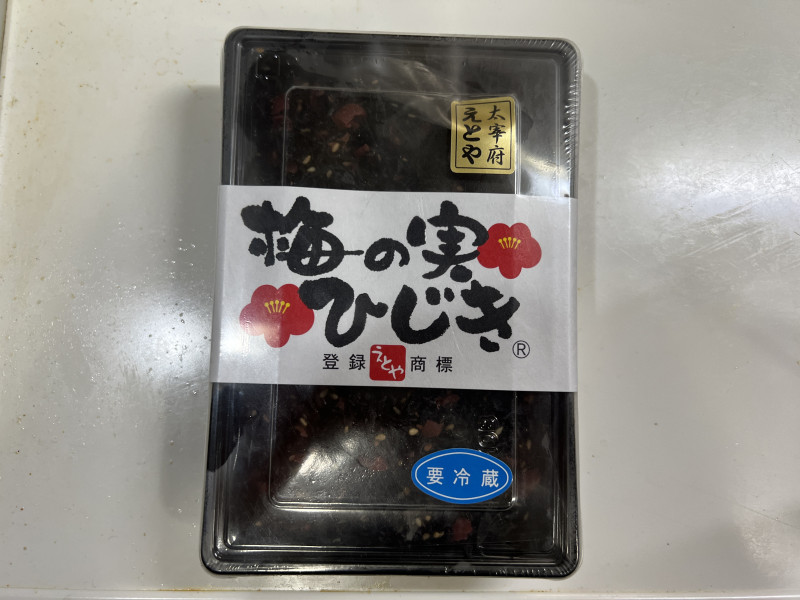 太宰府
えとや
梅の実
ひじき®
登録 えとや 商標
要冷蔵